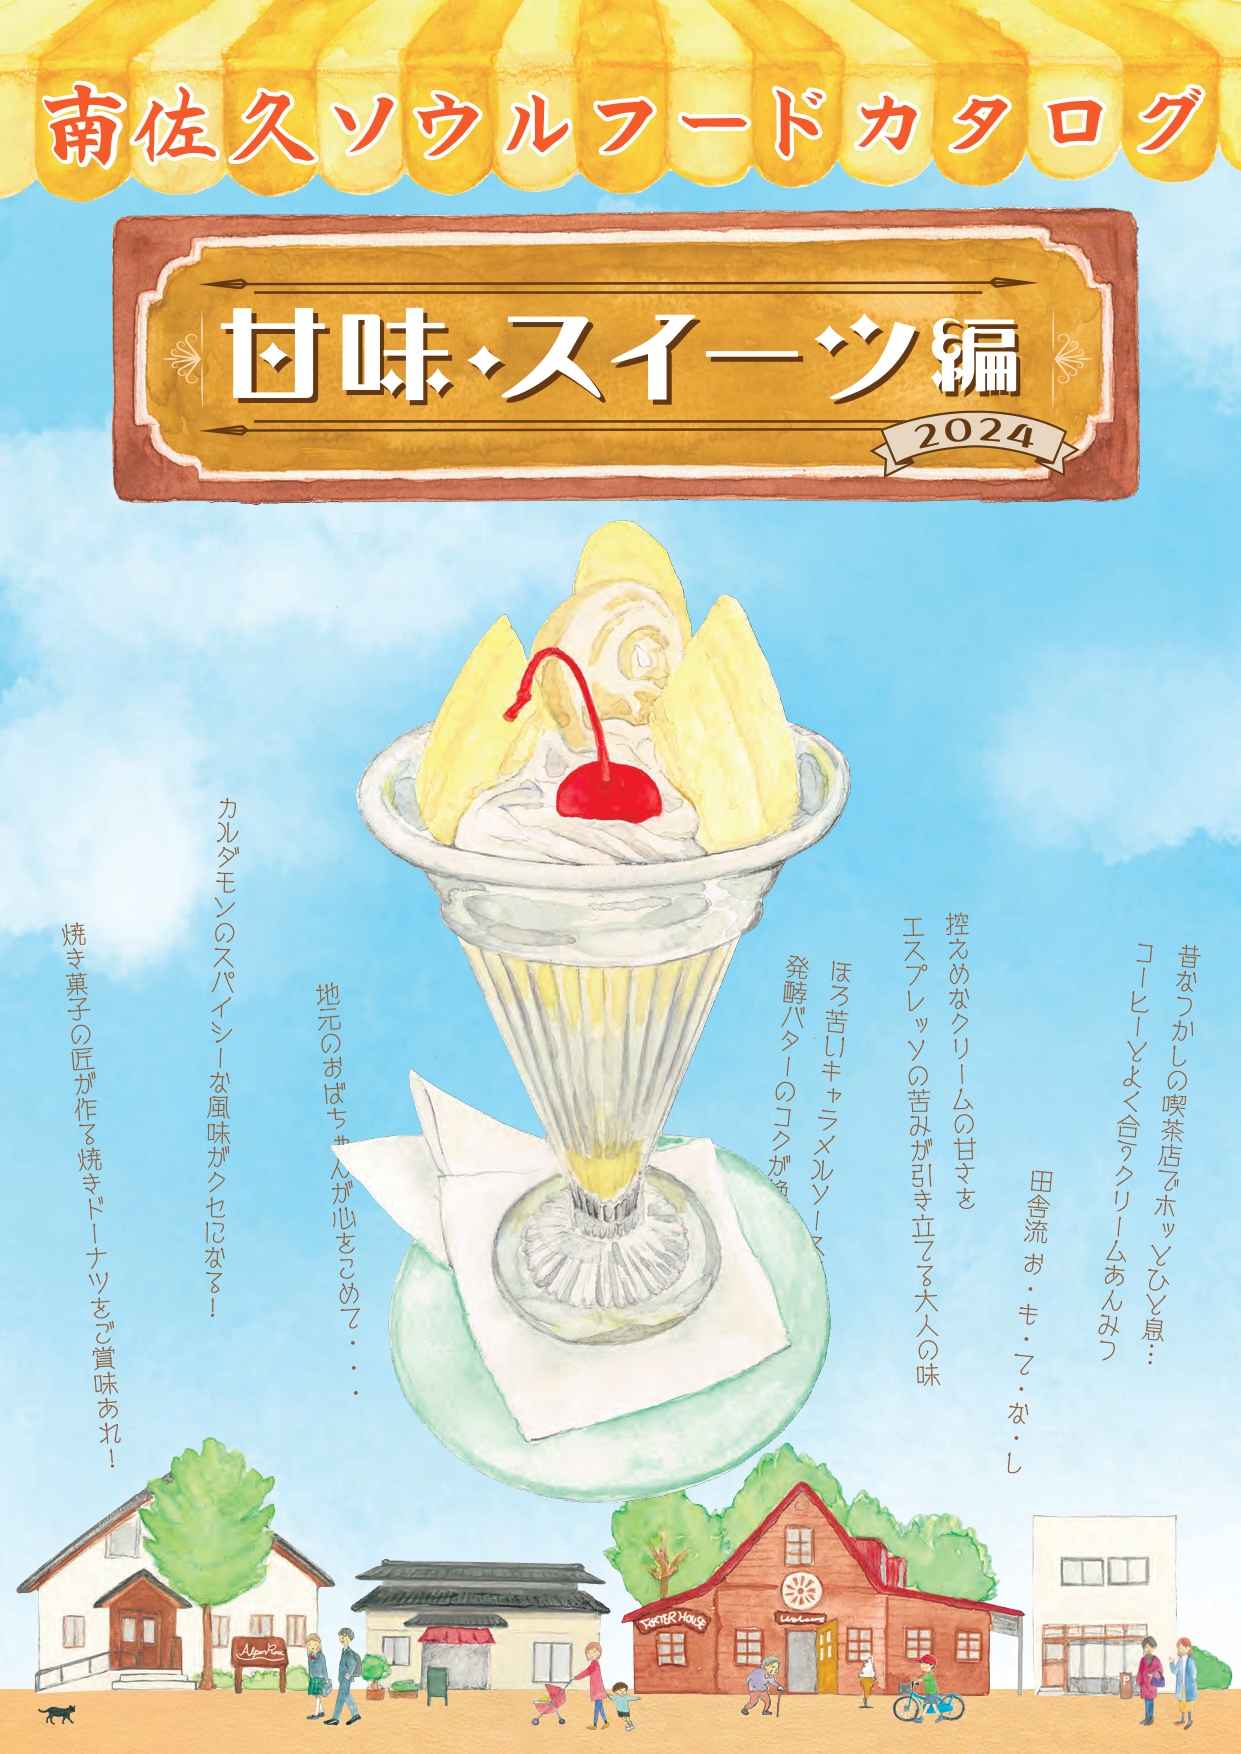 南佐久ソウルフードカタログ
甘味・スイーツ編
2024
昔なつかしの喫茶店でホッとひと息…
コーヒーとよく合うクリームあんみつ
田舎流お・も・て・な・し
控えめなクリームの甘さを
エスプレッソの苦みが引き立てる大人の味
ほろ苦いキャラメルソース
発酵バターのコクが
地元のおばちゃんが心をこめて・・・
カルダモンのスパイシーな風味がクセになる！
焼き菓子の匠が作る焼きドーナツをご賞味あれ！
Alpen Rose
FOSTER HOUSE
Welcome
P